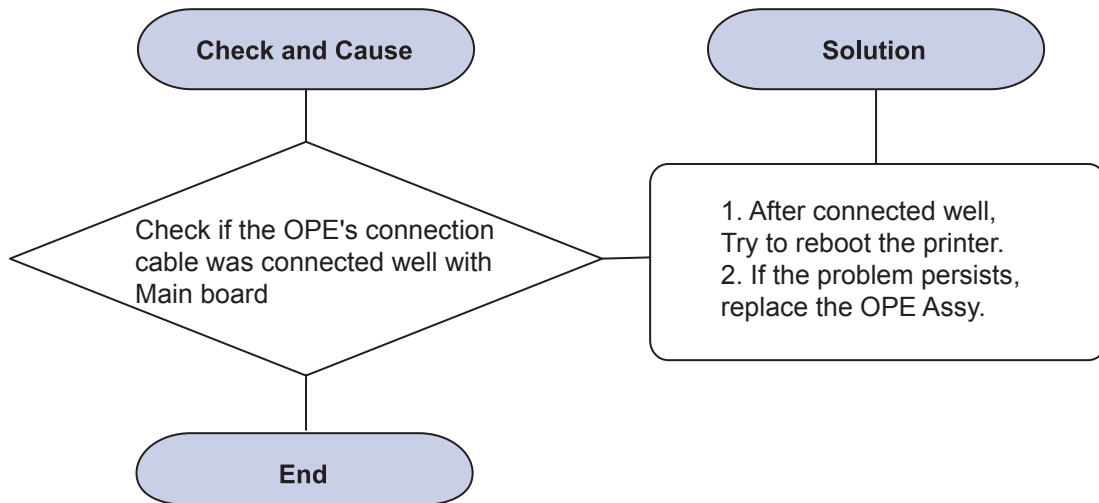 Check and Cause
Solution
Check if the OPE's connection
cable was connected well with
Main board
1. After connected well,
Try to reboot the printer.
2. If the problem persists,
replace the OPE Assy.
End